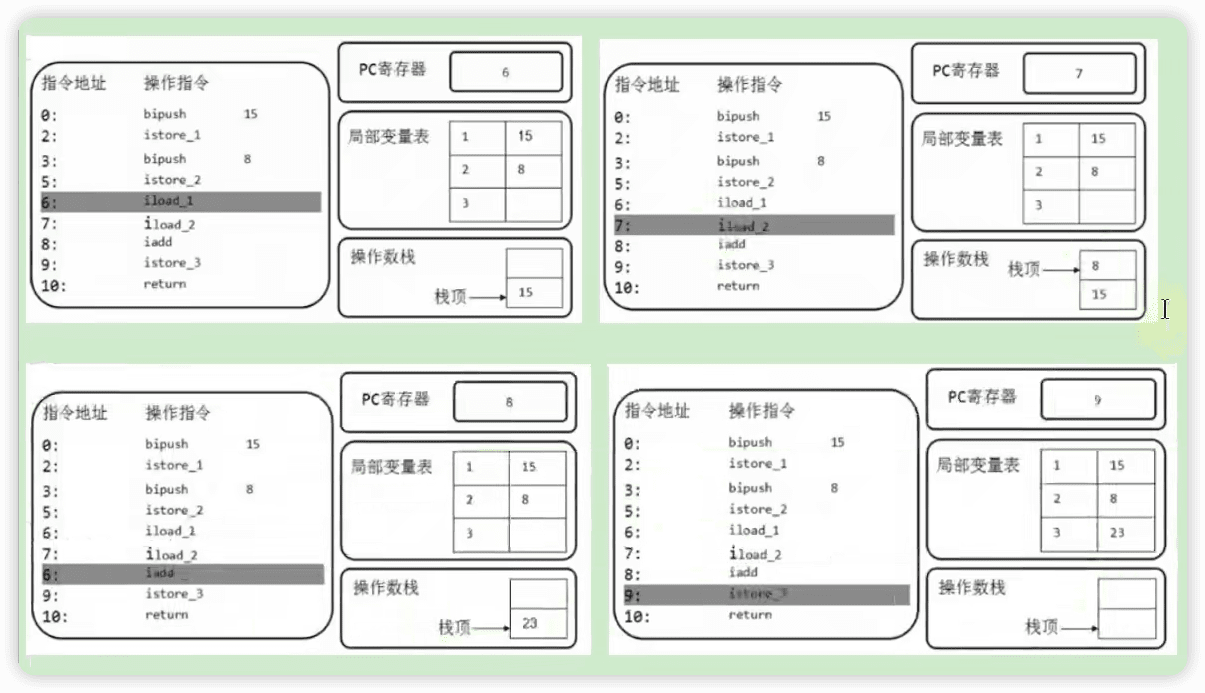 指令地址 操作指令
0: bipush 15
2: istore_1
3: bipush 8
5: istore_2
6: iload_1
7: iload_2
8: iadd
9: istore_3
10: return
PC寄存器 6
局部变量表
1 15
2 8
3
操作数栈
栈顶 15
指令地址 操作指令
0: bipush 15
2: istore_1
3: bipush 8
5: istore_2
6: iload_1
7: iload_2
8: iadd
9: istore_3
10: return
PC寄存器 7
局部变量表
1 15
2 8
3
操作数栈
栈顶 8
15
指令地址 操作指令
0: bipush 15
2: istore_1
3: bipush 8
5: istore_2
6: iload_1
7: iload_2
6: iadd
9: istore_3
10: return
PC寄存器 8
局部变量表
1 15
2 8
3
操作数栈
栈顶 23
指令地址 操作指令
0: bipush 15
2: istore_1
3: bipush 8
5: istore_2
6: iload_1
7: iload_2
8: iadd
9: istore_3
10: return
PC寄存器 9
局部变量表
1 15
2 8
3 23
操作数栈
栈顶